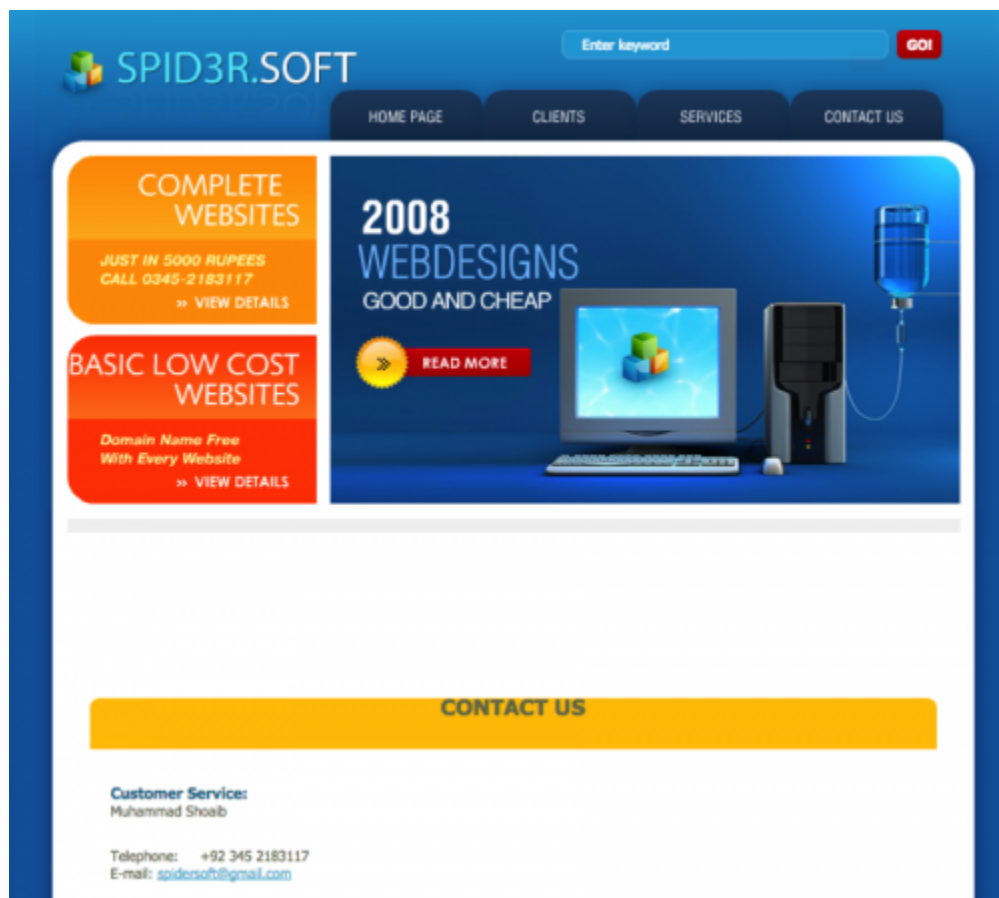 SPID3R.SOFT
Enter keyword
GO!
HOME PAGE
CLIENTS
SERVICES
CONTACT US
COMPLETE
WEBSITES
JUST IN 5000 RUPEES
CALL 0345-2183117
» VIEW DETAILS
BASIC LOW COST
WEBSITES
Domain Name Free
With Every Website
» VIEW DETAILS
2008
WEBDESIGNS
GOOD AND CHEAP
» READ MORE
CONTACT US
Customer Service:
Muhammad Shoaib
Telephone: +92 345 2183117
E-mail: spidersoft@gmail.com